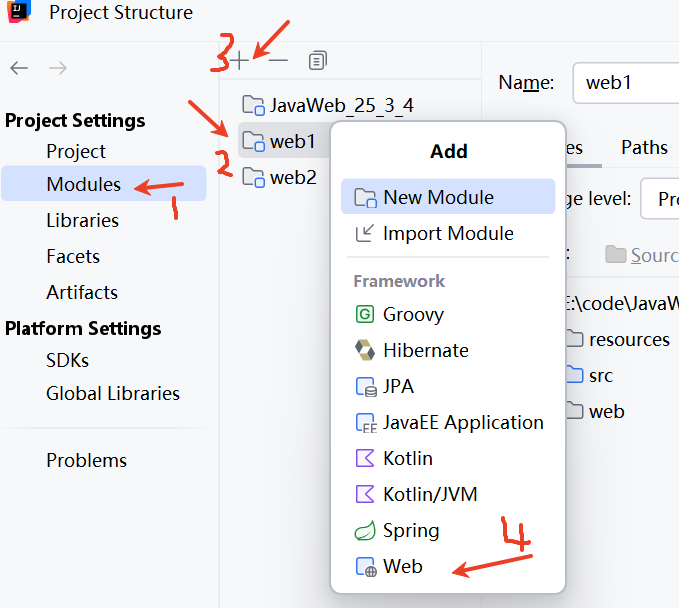 Project Structure
3
Name:
web1
JavaWeb_25_3_4
Project Settings
web1
Add
es
Paths
Project
2
web2
Modules
1
New Module
ge level:
Pr
Libraries
Import Module
Facets
:
Sourc
Framework
Artifacts
Groovy
E:\code\JavaW
Platform Settings
resources
SDKs
Hibernate
src
Global Libraries
JPA
web
JavaEE Application
Problems
Kotlin
Kotlin/JVM
Spring
4
Web